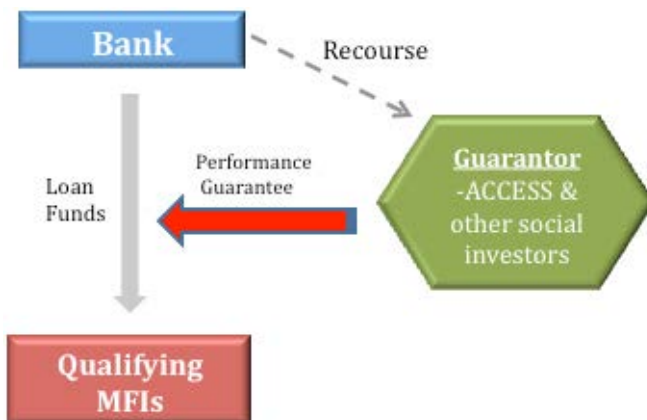 Bank
Recourse
Performance
Guarantee
Loan
Funds
Guarantor
-ACCESS &
other social
investors
Qualifying
MFIs